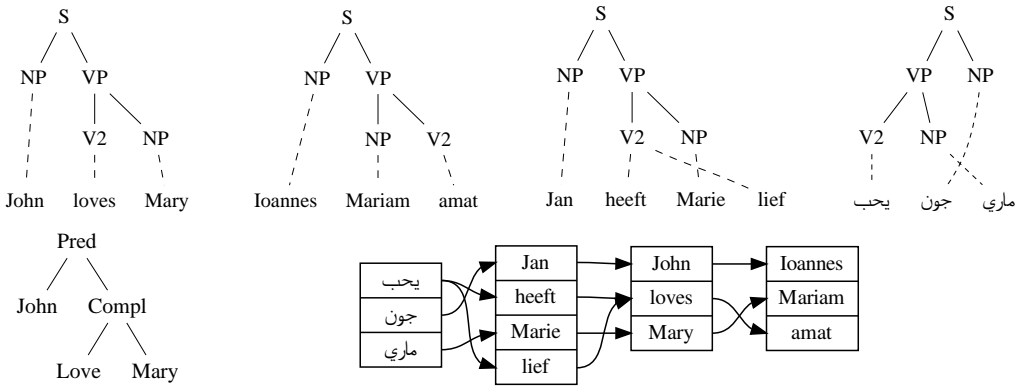 S S S S
NP VP NP VP NP VP VP NP
V2 NP NP V2 V2 NP V2 NP
John loves Mary Ioannes Mariam amat Jan heeft Marie lief يحب جون ماري
Pred
John Compl
Love Mary
يحب
جون
ماري
Jan
heeft
Marie
lief
John
loves
Mary
Ioannes
Mariam
amat